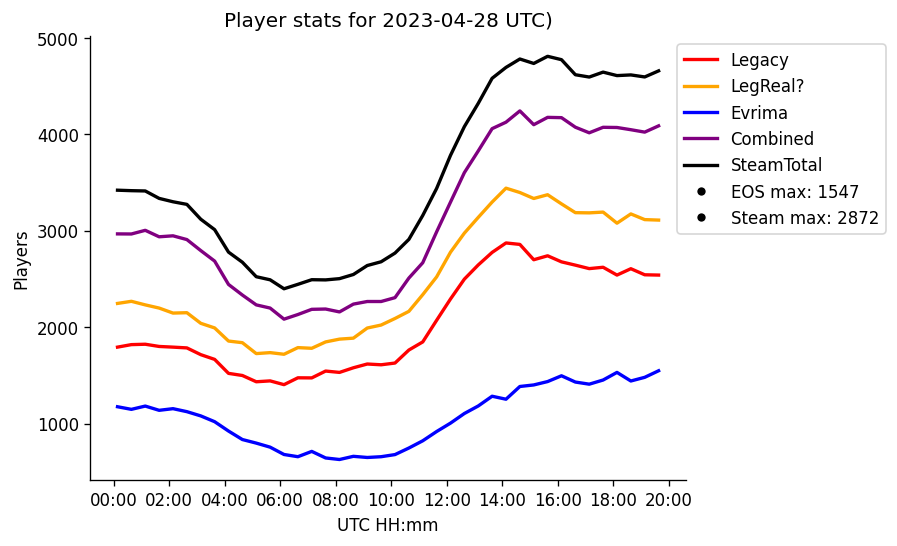 Player stats for 2023-04-28 UTC)
Players
5000
4000
3000
2000
1000
00:00 02:00 04:00 06:00 08:00 10:00 12:00 14:00 16:00 18:00 20:00
UTC HH:mm
Legacy
LegReal?
Evrima
Combined
SteamTotal
EOS max: 1547
Steam max: 2872